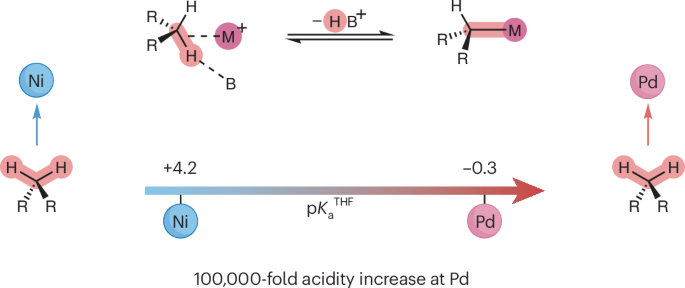 H
R
R
H
M+
B
– H B+
H
R
R
M
Ni
Pd
H H
R R
+4.2
–0.3
H H
R R
Ni
pKaTHF
Pd
100,000-fold acidity increase at Pd